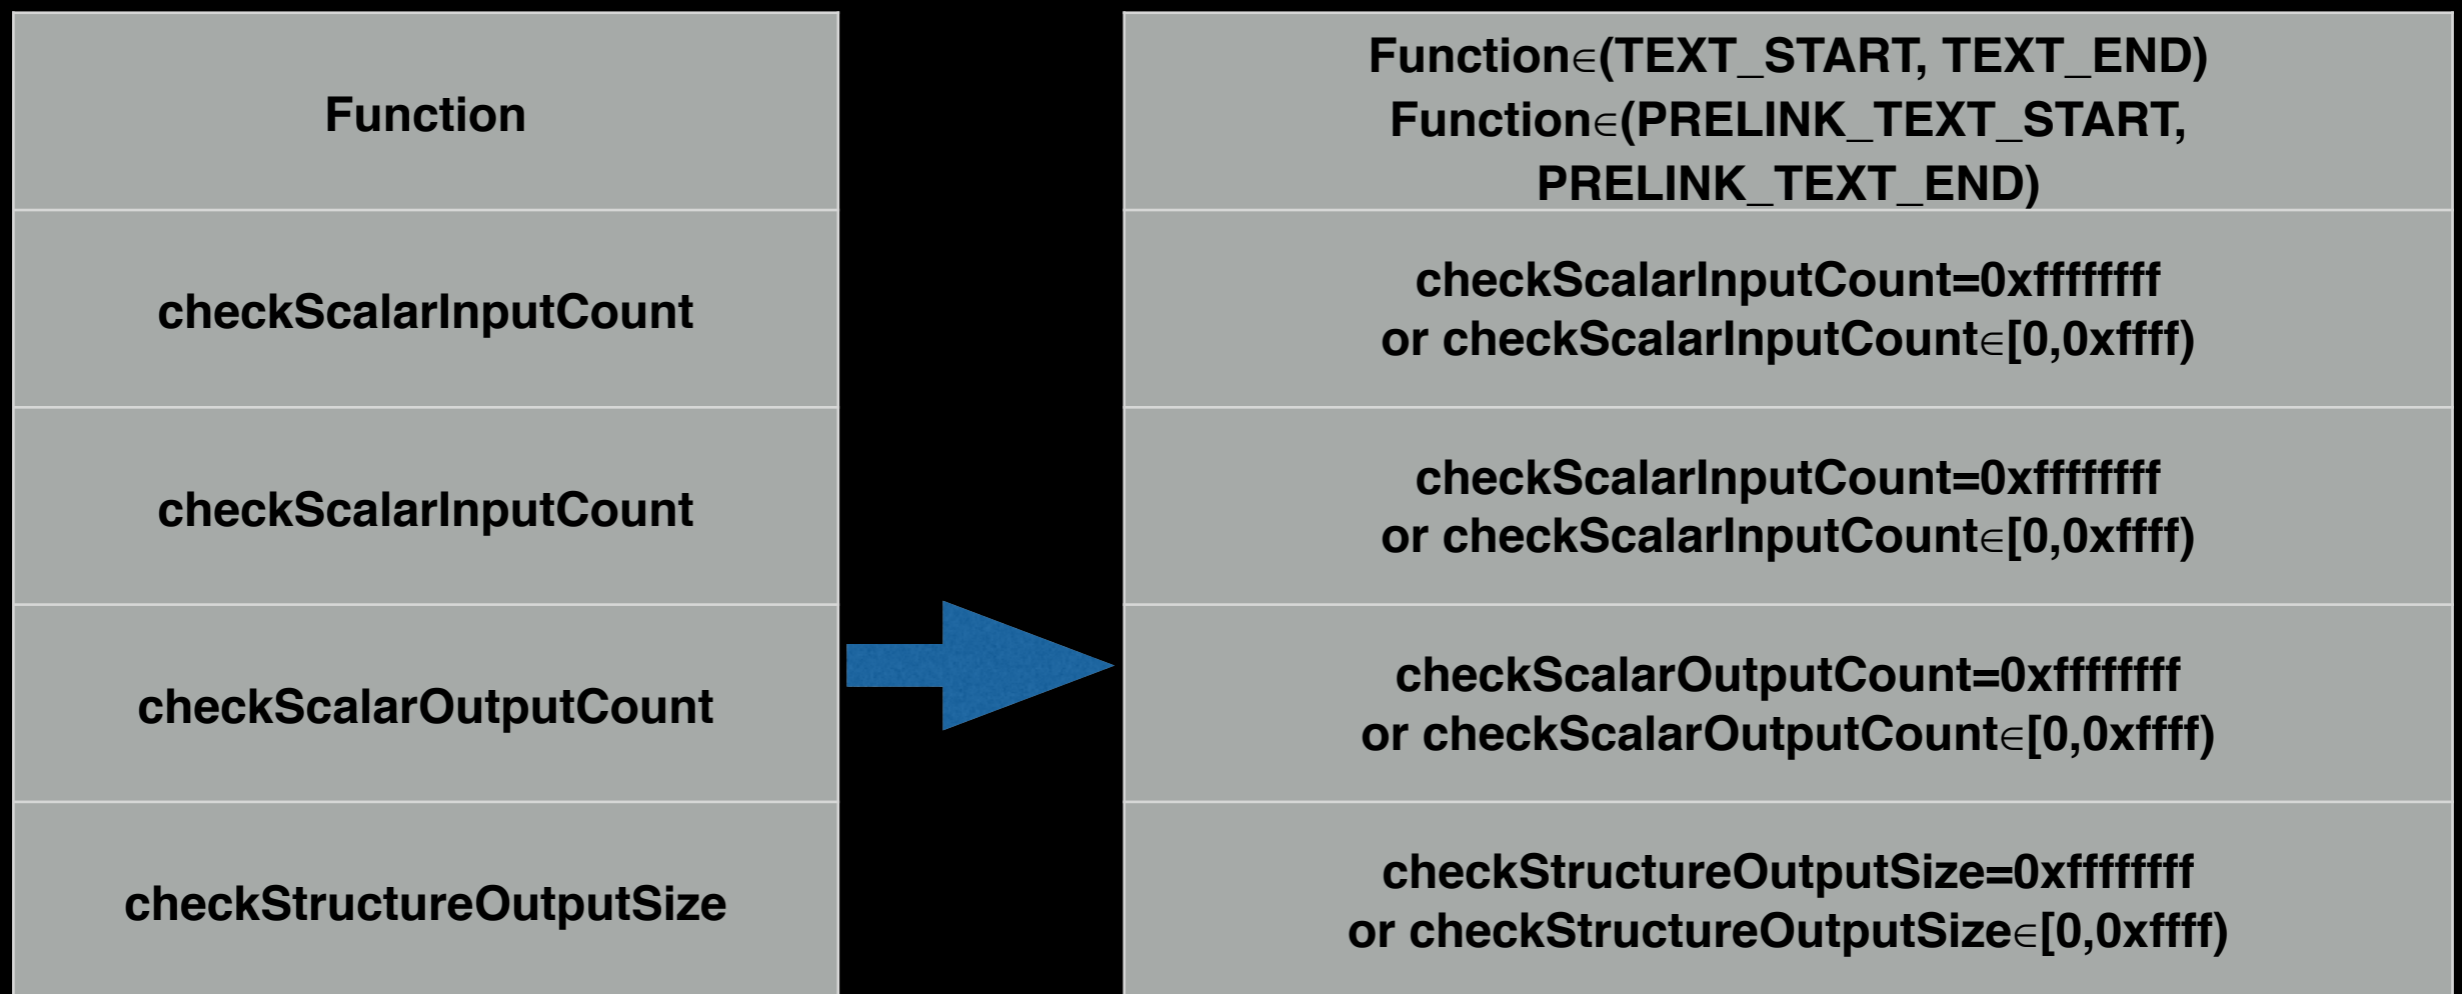 Function
Function∈(TEXT_START, TEXT_END)
Function∈(PRELINK_TEXT_START,
PRELINK_TEXT_END)
checkScalarInputCount
checkScalarInputCount=0xffffffff
or checkScalarInputCount∈[0,0xffff)
checkScalarInputCount
checkScalarInputCount=0xffffffff
or checkScalarInputCount∈[0,0xffff)
checkScalarOutputCount
checkScalarOutputCount=0xffffffff
or checkScalarOutputCount∈[0,0xffff)
checkStructureOutputSize
checkStructureOutputSize=0xffffffff
or checkStructureOutputSize∈[0,0xffff)